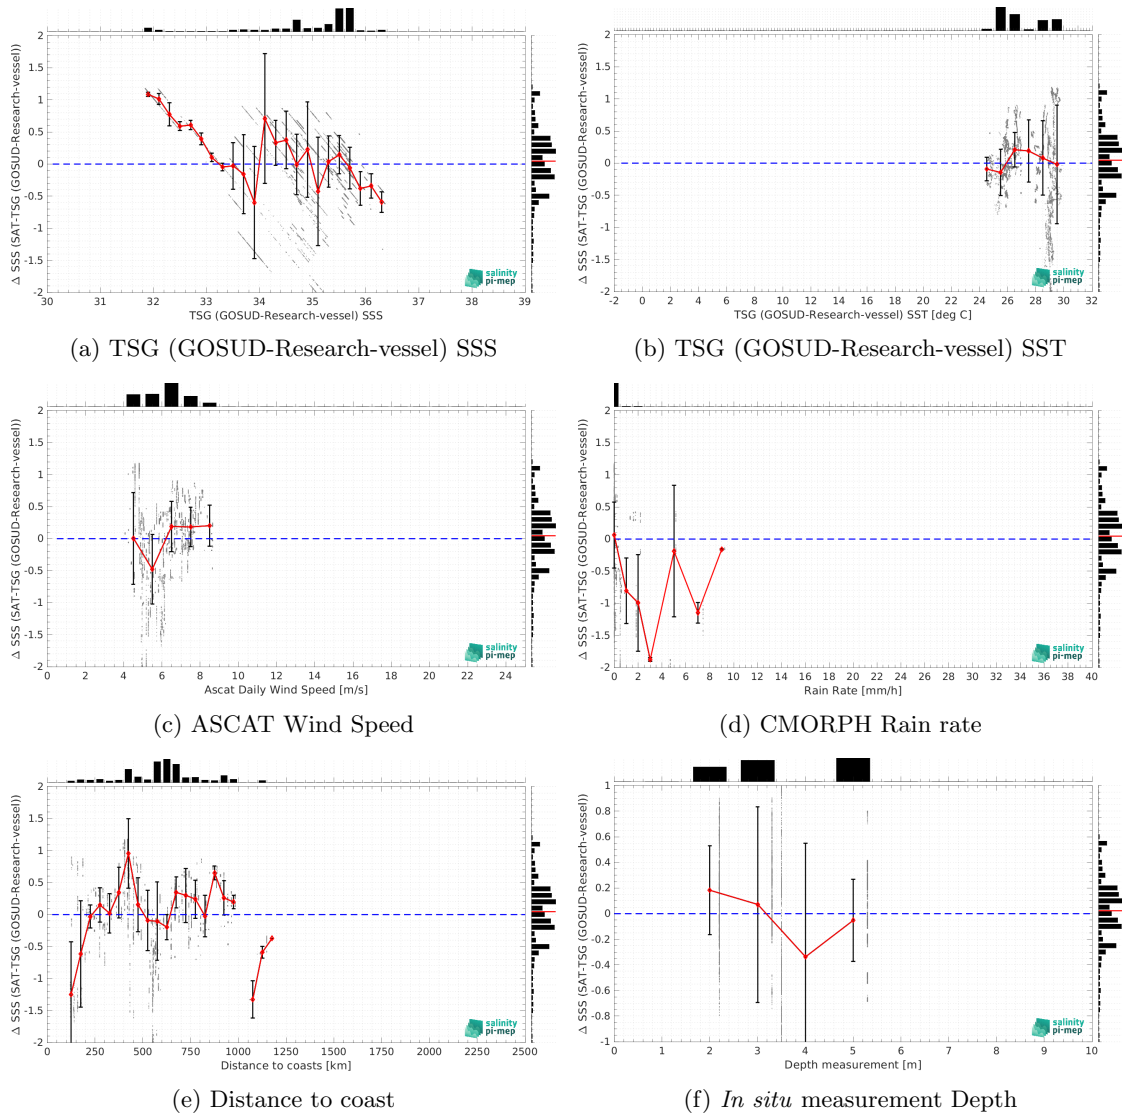 Δ SSS (SAT-TSG (GOSUD-Research-vessel))
2
1.5
1
0.5
0
-0.5
-1
-1.5
-2
30 31 32 33 34 35 36 37 38 39
TSG (GOSUD-Research-vessel) SSS
salinity
pi-mep
(a) TSG (GOSUD-Research-vessel) SSS
Δ SSS (SAT-TSG (GOSUD-Research-vessel))
2
1.5
1
0.5
0
-0.5
-1
-1.5
-2
-2 0 2 4 6 8 10 12 14 16 18 20 22 24 26 28 30 32
TSG (GOSUD-Research-vessel) SST [deg C]
salinity
pi-mep
(b) TSG (GOSUD-Research-vessel) SST
Δ SSS (SAT-TSG (GOSUD-Research-vessel))
2
1.5
1
0.5
0
-0.5
-1
-1.5
-2
0 2 4 6 8 10 12 14 16 18 20 22 24
Ascat Daily Wind Speed [m/s]
salinity
pi-mep
(c) ASCAT Wind Speed
Δ SSS (SAT-TSG (GOSUD-Research-vessel))
2
1.5
1
0.5
0
-0.5
-1
-1.5
-2
0 2 4 6 8 10 12 14 16 18 20 22 24 26 28 30 32 34 36 38 40
Rain Rate [mm/h]
salinity
pi-mep
(d) CMORPH Rain rate
Δ SSS (SAT-TSG (GOSUD-Research-vessel))
2
1.5
1
0.5
0
-0.5
-1
-1.5
-2
0 250 500 750 1000 1250 1500 1750 2000 2250 2500
Distance to coasts [km]
salinity
pi-mep
(e) Distance to coast
Δ SSS (SAT-TSG (GOSUD-Research-vessel))
1
0.8
0.6
0.4
0.2
0
-0.2
-0.4
-0.6
-0.8
-1
0 1 2 3 4 5 6 7 8 9 10
Depth measurement [m]
salinity
pi-mep
(f) In situ measurement Depth